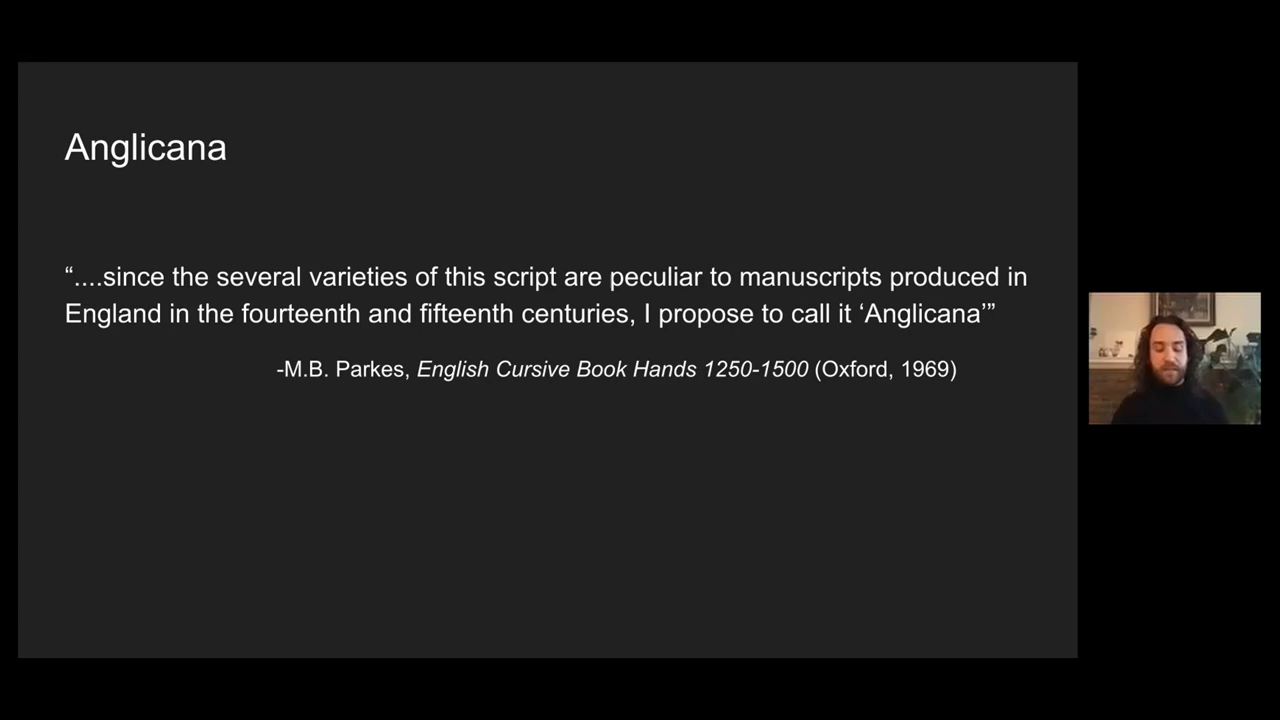 Anglicana
“....since the several varieties of this script are peculiar to manuscripts produced in
England in the fourteenth and fifteenth centuries, I propose to call it ‘Anglicana’”
-M.B. Parkes, English Cursive Book Hands 1250-1500 (Oxford, 1969)